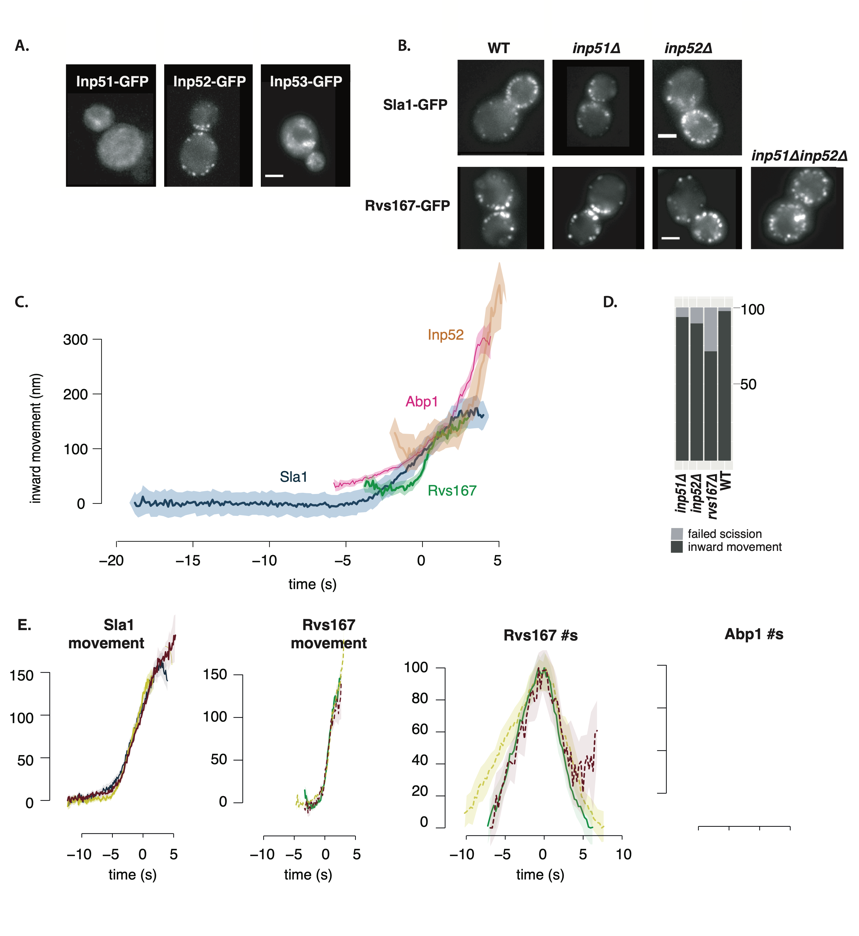 A.
Inp51-GFP
Inp52-GFP
Inp53-GFP
B.
WT
inp51Δ
inp52Δ
Sla1-GFP
inp51Δinp52Δ
Rvs167-GFP
C.
inward movement (nm)
300
200
100
0
Inp52
Abp1
Sla1
Rvs167
−20
−15
−10
−5
0
5
time (s)
D.
100
50
inp51Δ
inp52Δ
rvs167Δ
WT
failed scission
inward movement
E.
Sla1
movement
150
100
50
0
−10
−5
0
5
time (s)
Rvs167
movement
150
100
50
0
−10
−5
0
5
time (s)
Rvs167 #s
100
80
60
40
20
0
−10
−5
0
5
10
time (s)
Abp1 #s